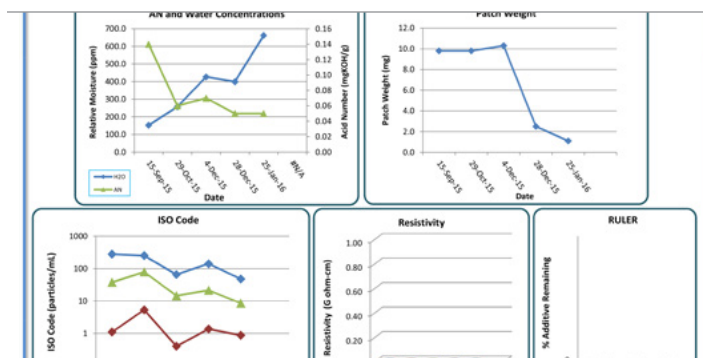 AN and Water Concentrations
Relative Moisture (ppm)
700.0
600.0
500.0
400.0
300.0
200.0
100.0
0.0
0.16
0.14
0.12
0.10
0.08
0.06
0.04
0.02
0.00
Acid Number (mgKOH/g)
15-Sep-15
29-Oct-15
4-Dec-15
28-Dec-15
25-Jan-16
#N/A
H2O
AN
Date
Patch Weight
Patch Weight (mg)
12.0
10.0
8.0
6.0
4.0
2.0
0.0
15-Sep-15
29-Oct-15
4-Dec-15
28-Dec-15
25-Jan-16
Date
ISO Code
ISO Code (particles/mL)
1000
100
10
1
Resistivity
Resistivity (G ohm-cm)
1.00
0.80
0.60
0.40
0.20
RULER
% Additive Remaining